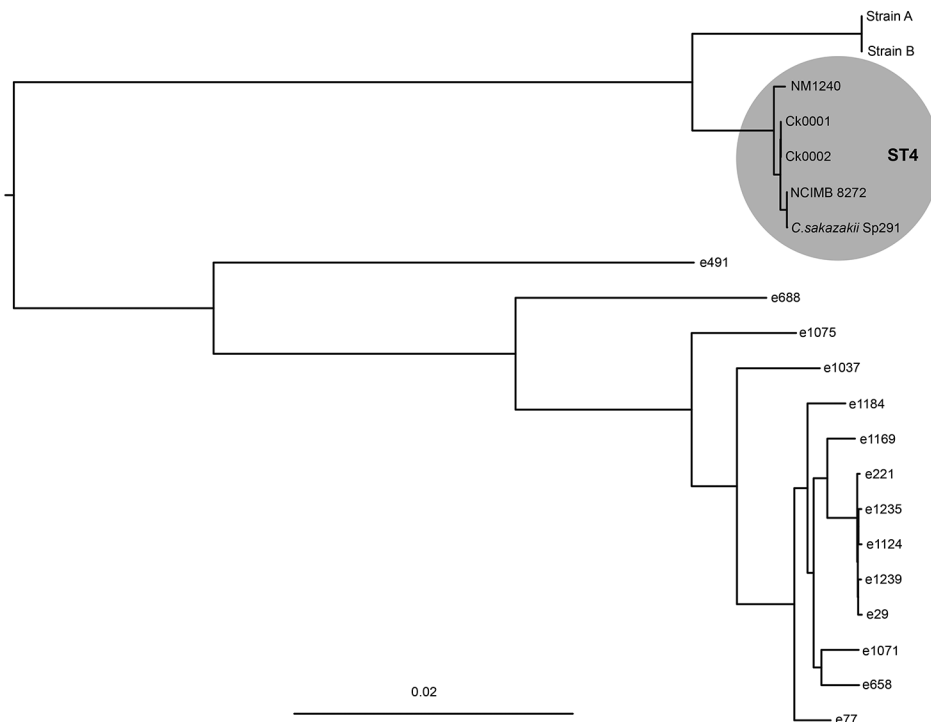 Strain A
Strain B
NM1240
Ck0001
Ck0002
ST4
NCIMB 8272
C.sakazakii Sp291
e491
e688
e1075
e1037
e1184
e1169
e221
e1235
e1124
e1239
e29
e1071
e658
0.02
e77